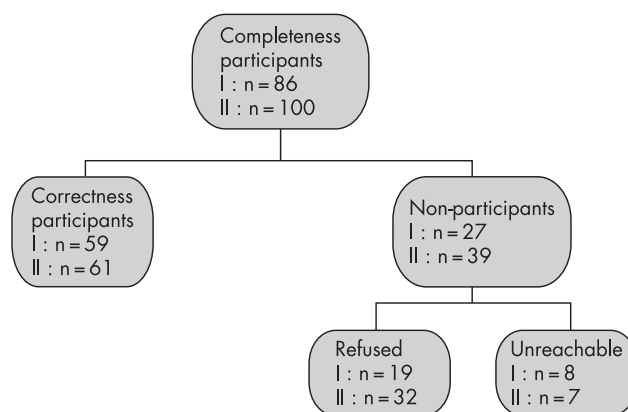 Completeness
participants
I : n = 86
II : n = 100
Correctness
participants
I : n = 59
II : n = 61
Non-participants
I : n = 27
II : n = 39
Refused
I : n = 19
II : n = 32
Unreachable
I : n = 8
II : n = 7